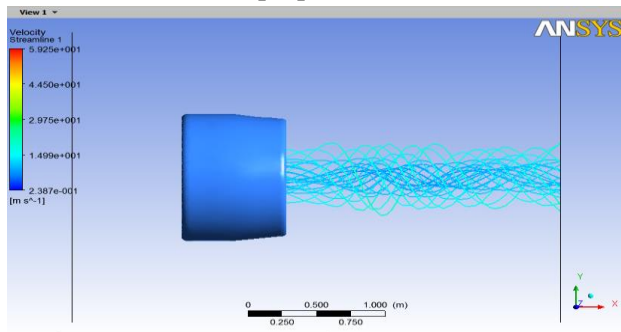 View 1
ANSYS
Velocity
Streamline 1
5.925e+001
4.450e+001
2.975e+001
1.499e+001
2.387e-001
[m s^-1]
0 0.500 1.000 (m)
0.250 0.750
Y
Z X